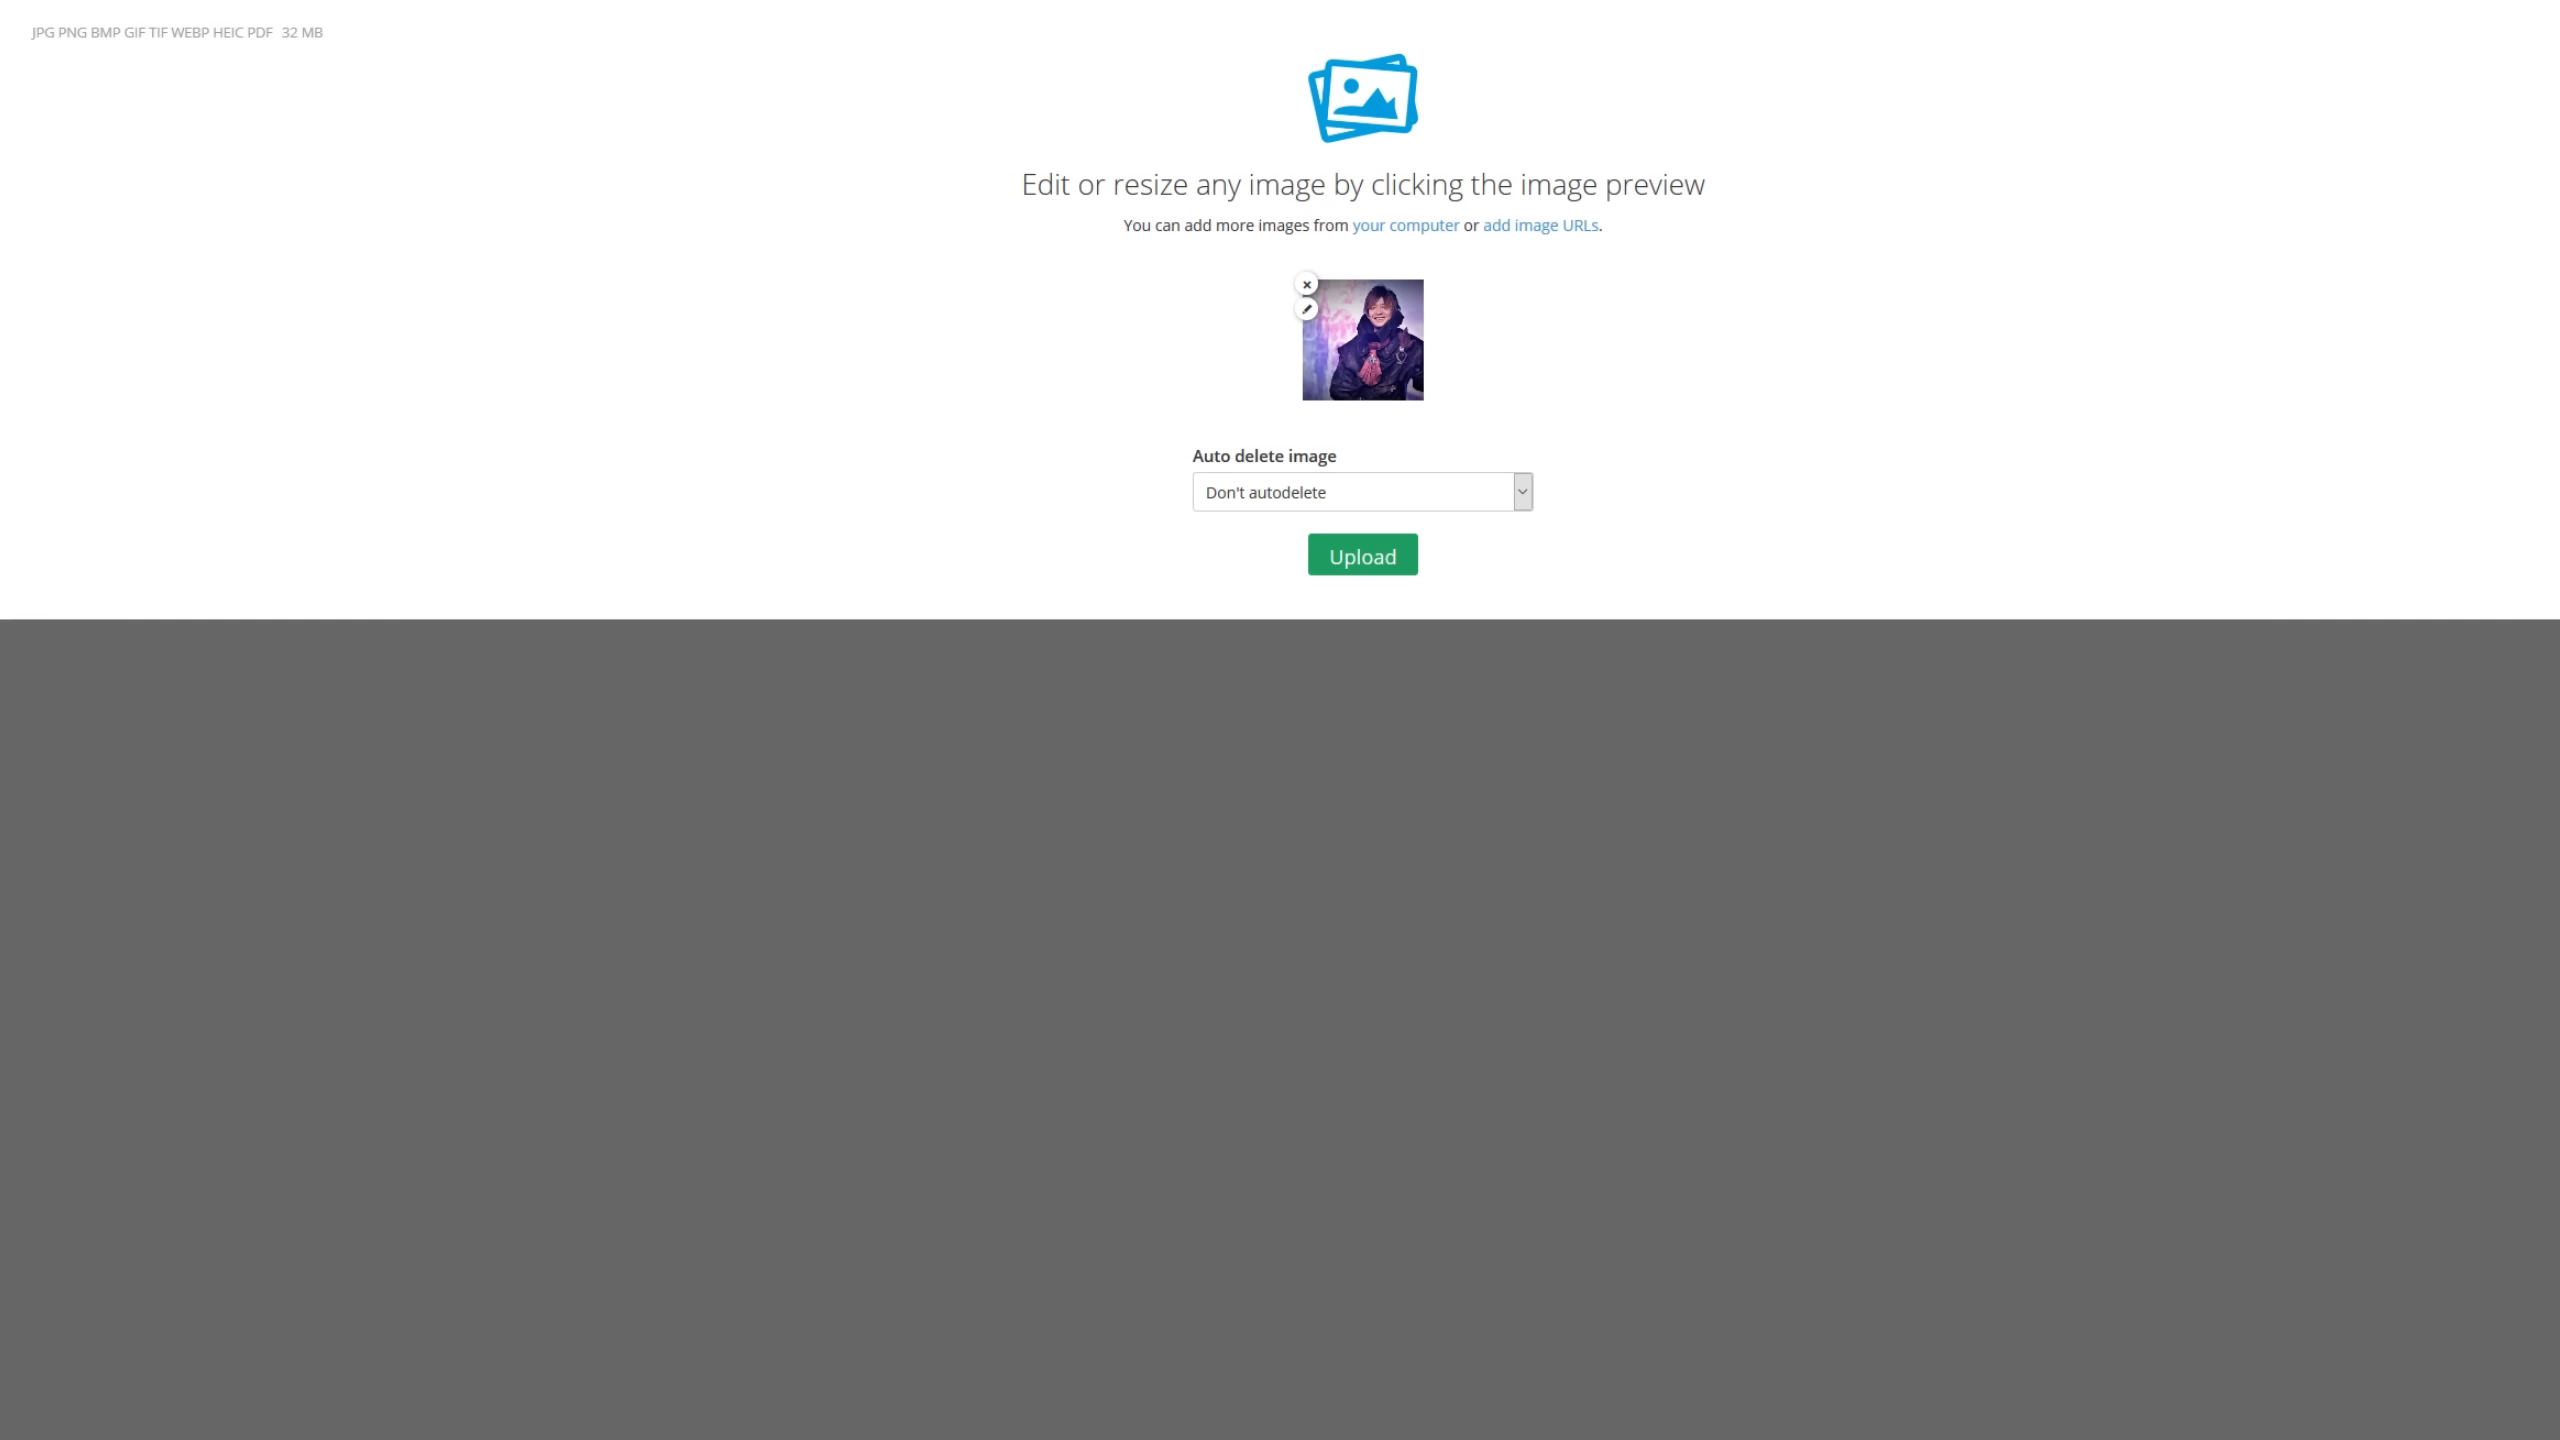 JPG PNG BMP GIF TIF WEBP HEIC PDF 32 MB
Edit or resize any image by clicking the image preview
You can add more images from your computer or add image URLs.
Auto delete image
Don't autodelete
Upload